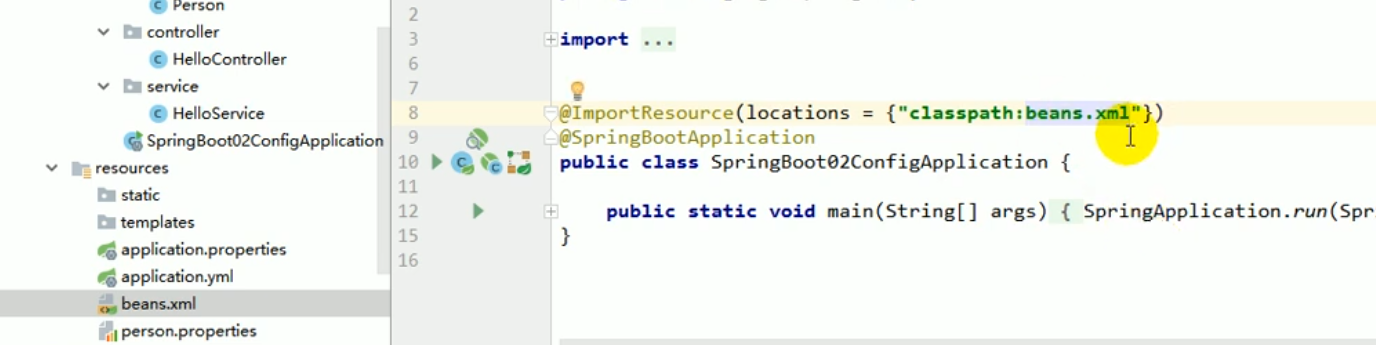 Person
controller
HelloController
service
HelloService
SpringBoot02ConfigApplication
resources
static
templates
application.properties
application.yml
beans.xml
person.properties
2
3 import ...
6
7
8 @ImportResource(locations = {"classpath:beans.xml"})
9 @SpringBootApplication
10 public class SpringBoot02ConfigApplication {
11
12 public static void main(String[] args) { SpringApplication.run(Spr
15 }
16